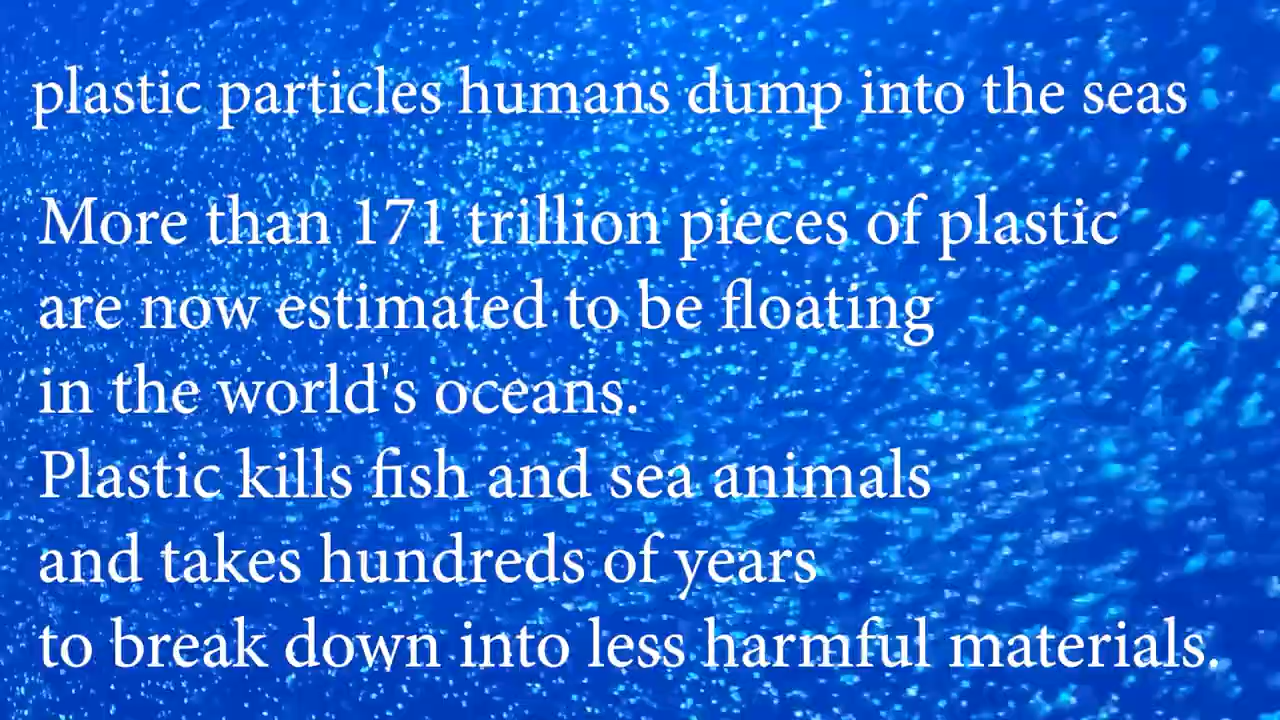 plastic particles humans dump into the seas
More than 171 trillion pieces of plastic
are now estimated to be floating
in the world's oceans.
Plastic kills fish and sea animals
and takes hundreds of years
to break down into less harmful materials.